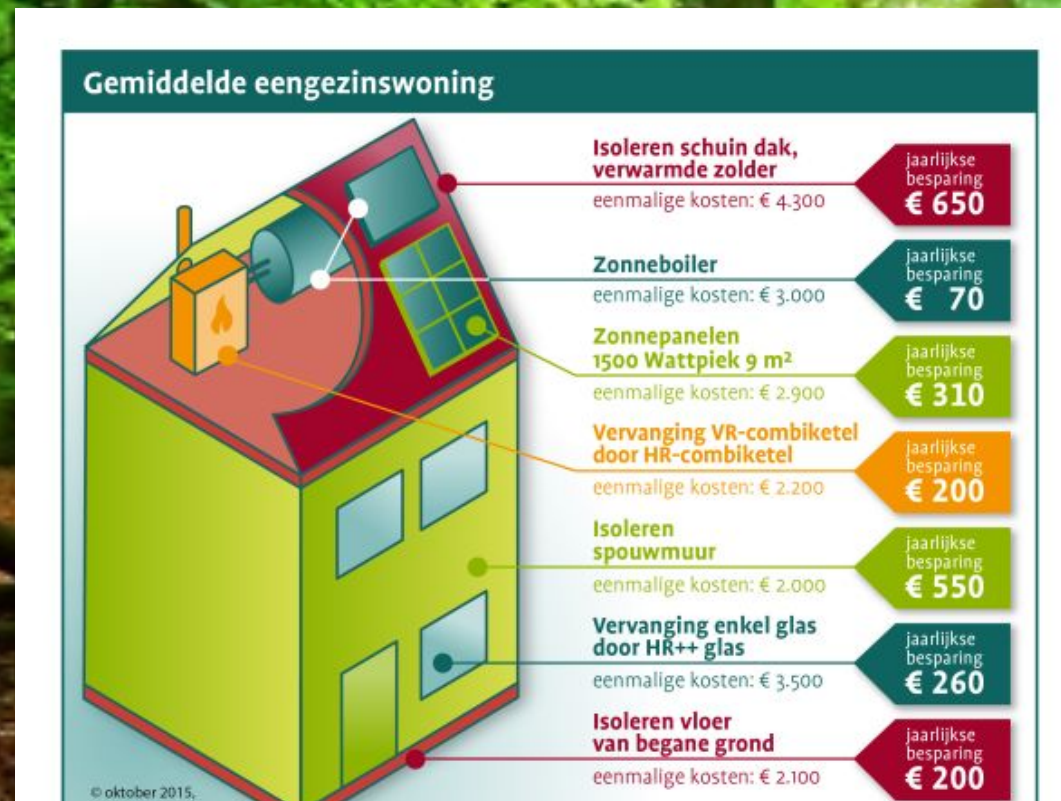 Gemiddelde eengezinswoning
Isoleren schuin dak,
verwarmde zolder
eenmalige kosten: € 4.300
jaarlijkse
besparing
€ 650
Zonneboiler
eenmalige kosten: € 3.000
jaarlijkse
besparing
€ 70
Zonnepanelen
1500 Wattpiek 9 m²
eenmalige kosten: € 2.900
jaarlijkse
besparing
€ 310
Vervanging VR-combiketel
door HR-combiketel
eenmalige kosten: € 2.200
jaarlijkse
besparing
€ 200
Isoleren
spouwmuur
eenmalige kosten: € 2.000
jaarlijkse
besparing
€ 550
Vervanging enkel glas
door HR++ glas
eenmalige kosten: € 3.500
jaarlijkse
besparing
€ 260
Isoleren vloer
van begane grond
eenmalige kosten: € 2.100
jaarlijkse
besparing
€ 200
© oktober 2015,